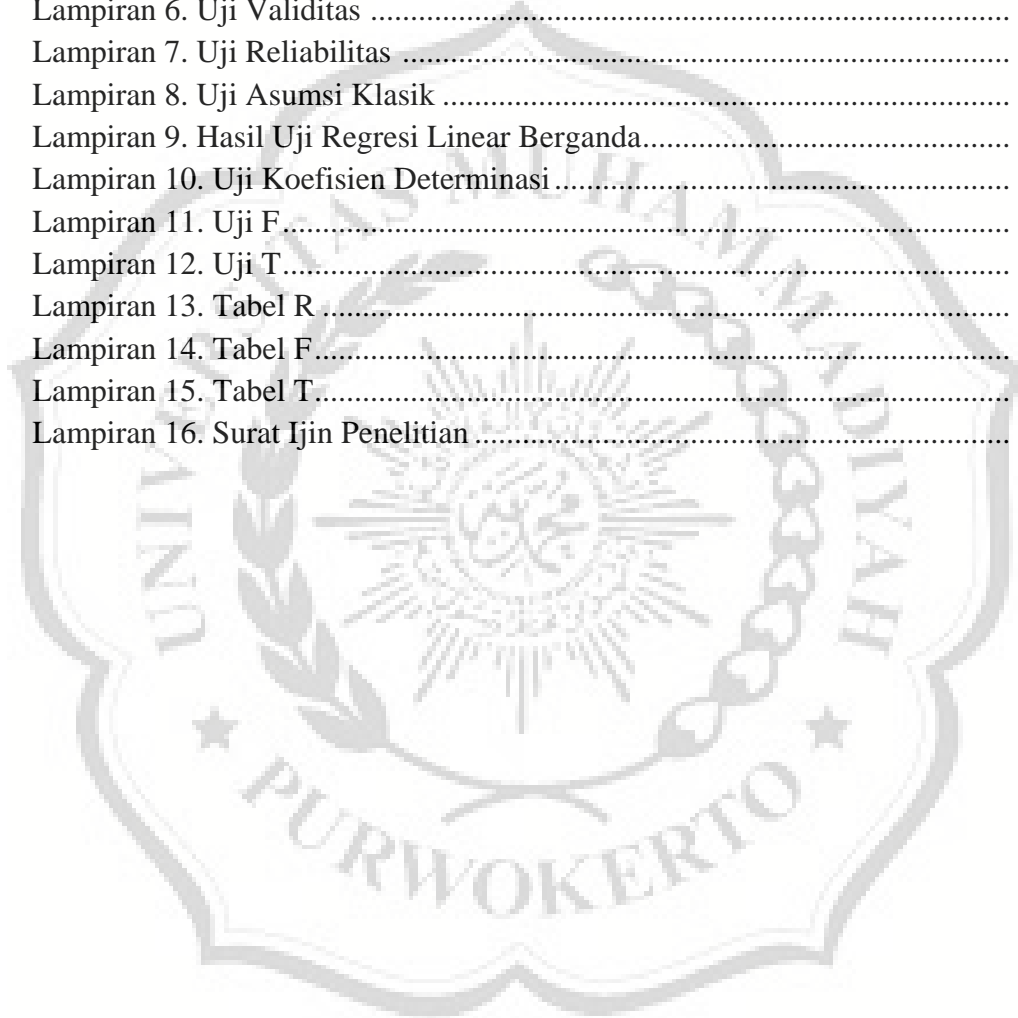 Lampiran 6. Uji Validitas ................................................................................
Lampiran 7. Uji Reliabilitas ............................................................................
Lampiran 8. Uji Asumsi Klasik .......................................................................
Lampiran 9. Hasil Uji Regresi Linear Berganda..............................................
Lampiran 10. Uji Koefisien Determinasi .........................................................
Lampiran 11. Uji F...........................................................................................
Lampiran 12. Uji T...........................................................................................
Lampiran 13. Tabel R ......................................................................................
Lampiran 14. Tabel F.......................................................................................
Lampiran 15. Tabel T.......................................................................................
Lampiran 16. Surat Ijin Penelitian ...................................................................
UNIVERSITAS MUHAMMADIYAH
PURWOKERTO